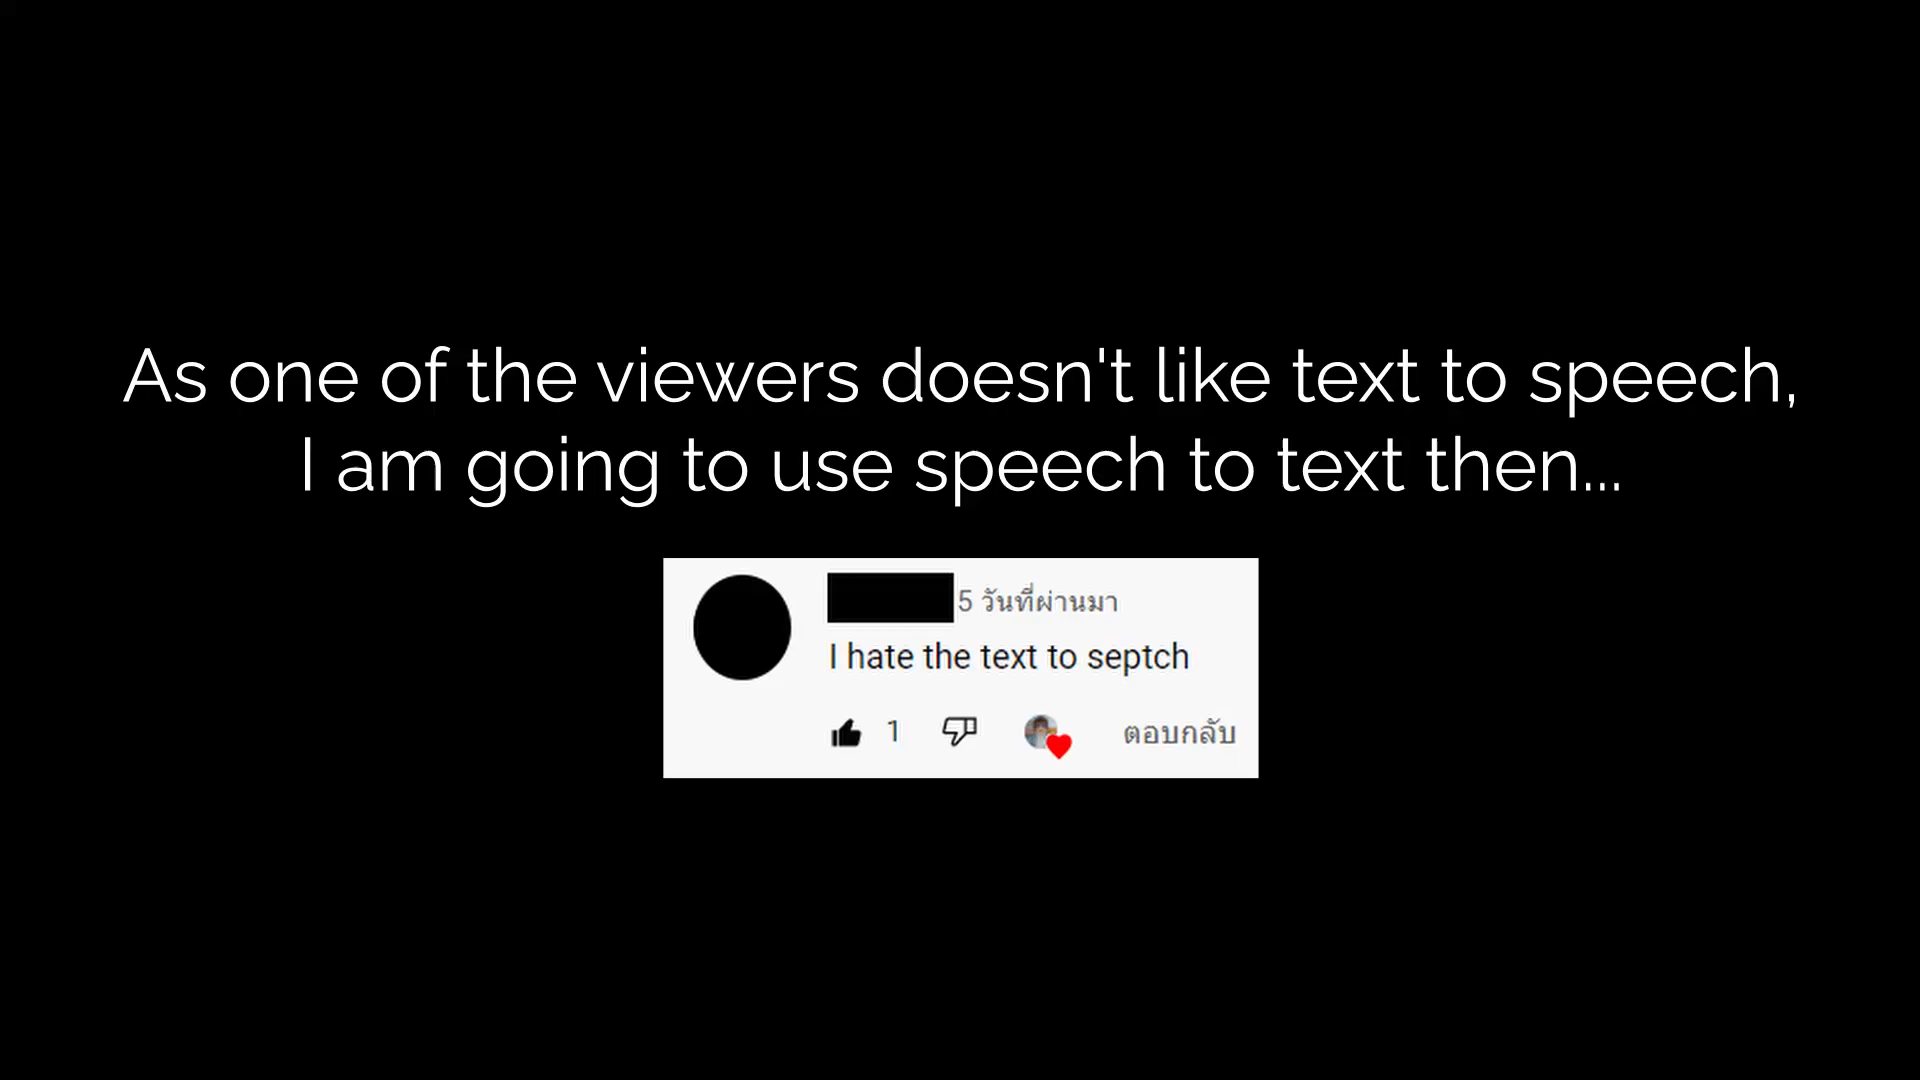 As one of the viewers doesn't like text to speech,
I am going to use speech to text then...
5 วันที่ผ่านมา
I hate the text to septch
1
ตอบกลับ